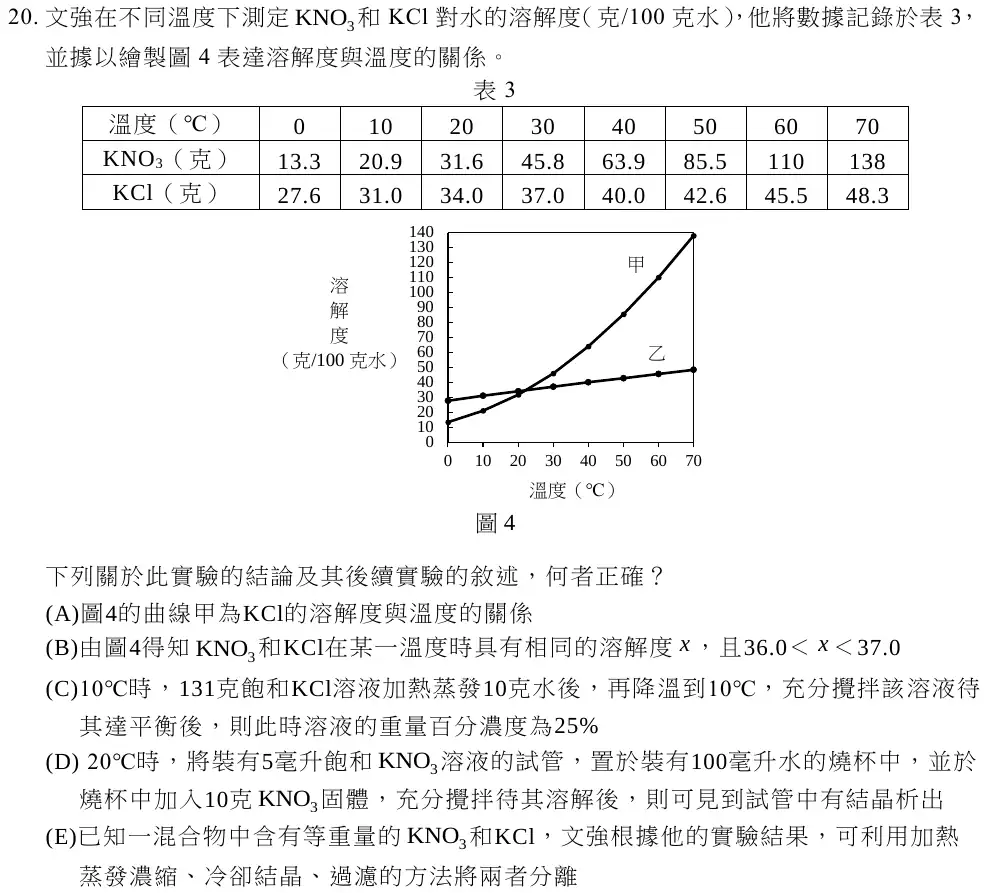 20. 文強在不同溫度下測定 KNO₃和 KCl 對水的溶解度（克/100 克水），他將數據記錄於表 3，
並據以繪製圖 4 表達溶解度與溫度的關係。
表 3
溫度（℃） 0 10 20 30 40 50 60 70
KNO₃（克） 13.3 20.9 31.6 45.8 63.9 85.5 110 138
KCl（克） 27.6 31.0 34.0 37.0 40.0 42.6 45.5 48.3
溶
解
度
（克/100 克水）
140
130
120
110
100
90
80
70
60
50
40
30
20
10
0
甲
乙
0 10 20 30 40 50 60 70
溫度（℃）
圖 4
下列關於此實驗的結論及其後續實驗的敘述，何者正確？
(A)圖4的曲線甲為KCl的溶解度與溫度的關係
(B)由圖4得知 KNO₃和KCl在某一溫度時具有相同的溶解度 x，且36.0＜ x＜37.0
(C)10℃時，131克飽和KCl溶液加熱蒸發10克水後，再降溫到10℃，充分攪拌該溶液待
其達平衡後，則此時溶液的重量百分濃度為25%
(D) 20℃時，將裝有5毫升飽和 KNO₃溶液的試管，置於裝有100毫升水的燒杯中，並於
燒杯中加入10克 KNO₃固體，充分攪拌待其溶解後，則可見到試管中有結晶析出
(E)已知一混合物中含有等重量的 KNO₃和KCl，文強根據他的實驗結果，可利用加熱
蒸發濃縮、冷卻結晶、過濾的方法將兩者分離